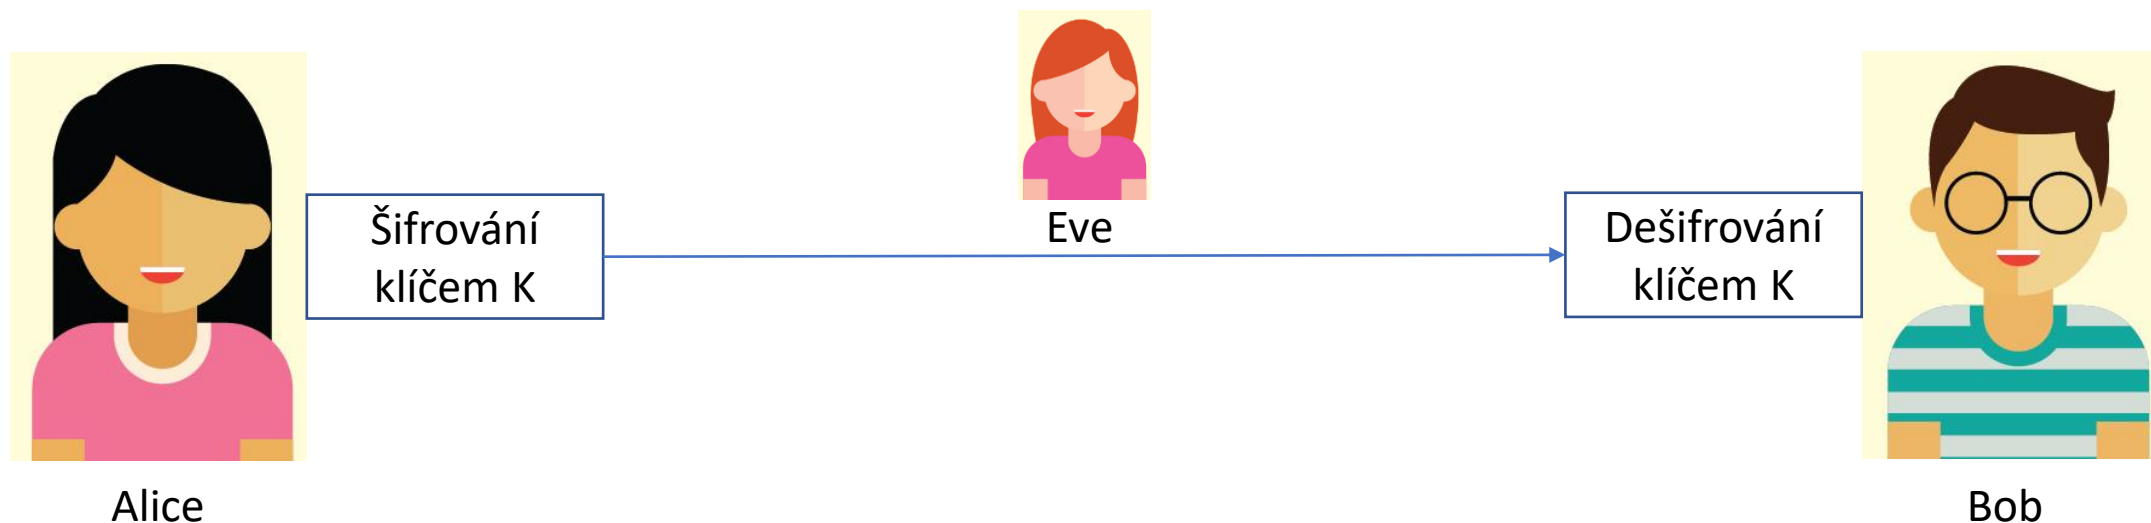 Eve
Šifrování
klíčem K
Dešifrování
klíčem K
Alice
Bob